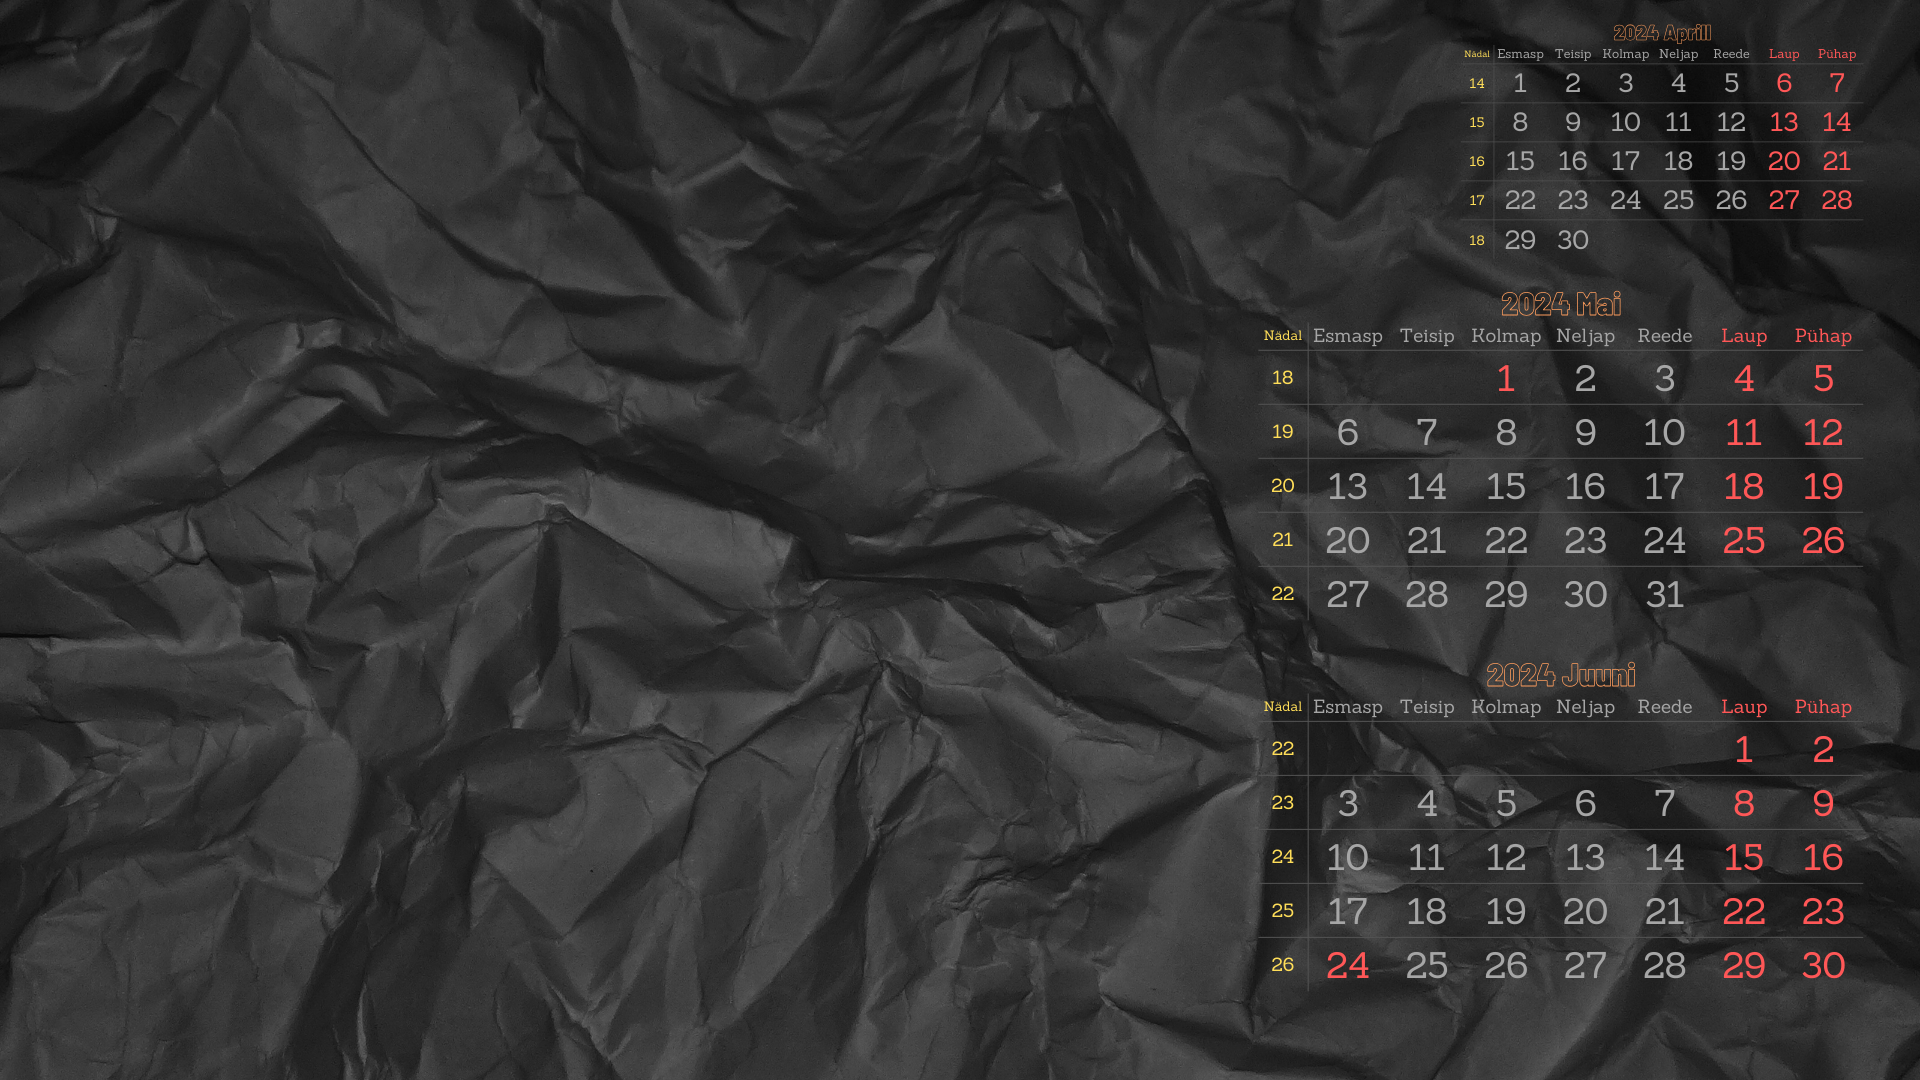 2024 Aprill
Nädal Esmasp Teisip Kolmap Neljap Reede Laup Pühap
14 1 2 3 4 5 6 7
15 8 9 10 11 12 13 14
16 15 16 17 18 19 20 21
17 22 23 24 25 26 27 28
18 29 30
2024 Mai
Nädal Esmasp Teisip Kolmap Neljap Reede Laup Pühap
18 1 2 3 4 5
19 6 7 8 9 10 11 12
20 13 14 15 16 17 18 19
21 20 21 22 23 24 25 26
22 27 28 29 30 31
2024 Juuni
Nädal Esmasp Teisip Kolmap Neljap Reede Laup Pühap
22 1 2
23 3 4 5 6 7 8 9
24 10 11 12 13 14 15 16
25 17 18 19 20 21 22 23
26 24 25 26 27 28 29 30